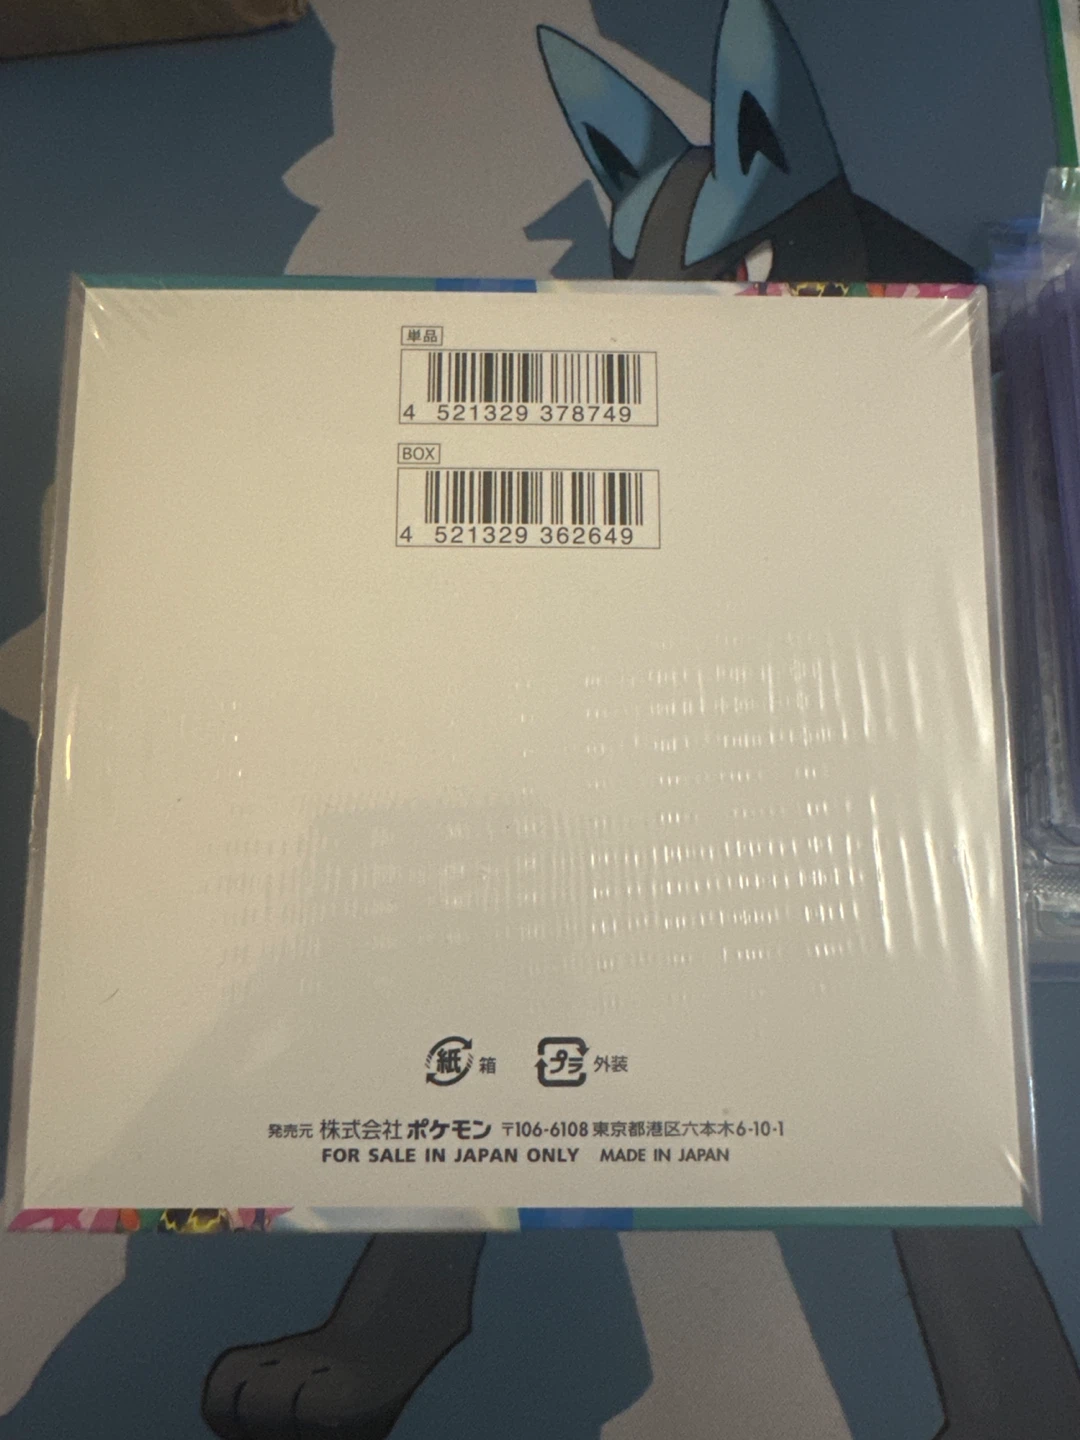 単品
4 521329 378749
BOX
4 521329 362649
紙 箱 プラ 外装
発売元 株式会社ポケモン 〒106-6108 東京都港区六本木6-10-1
FOR SALE IN JAPAN ONLY MADE IN JAPAN